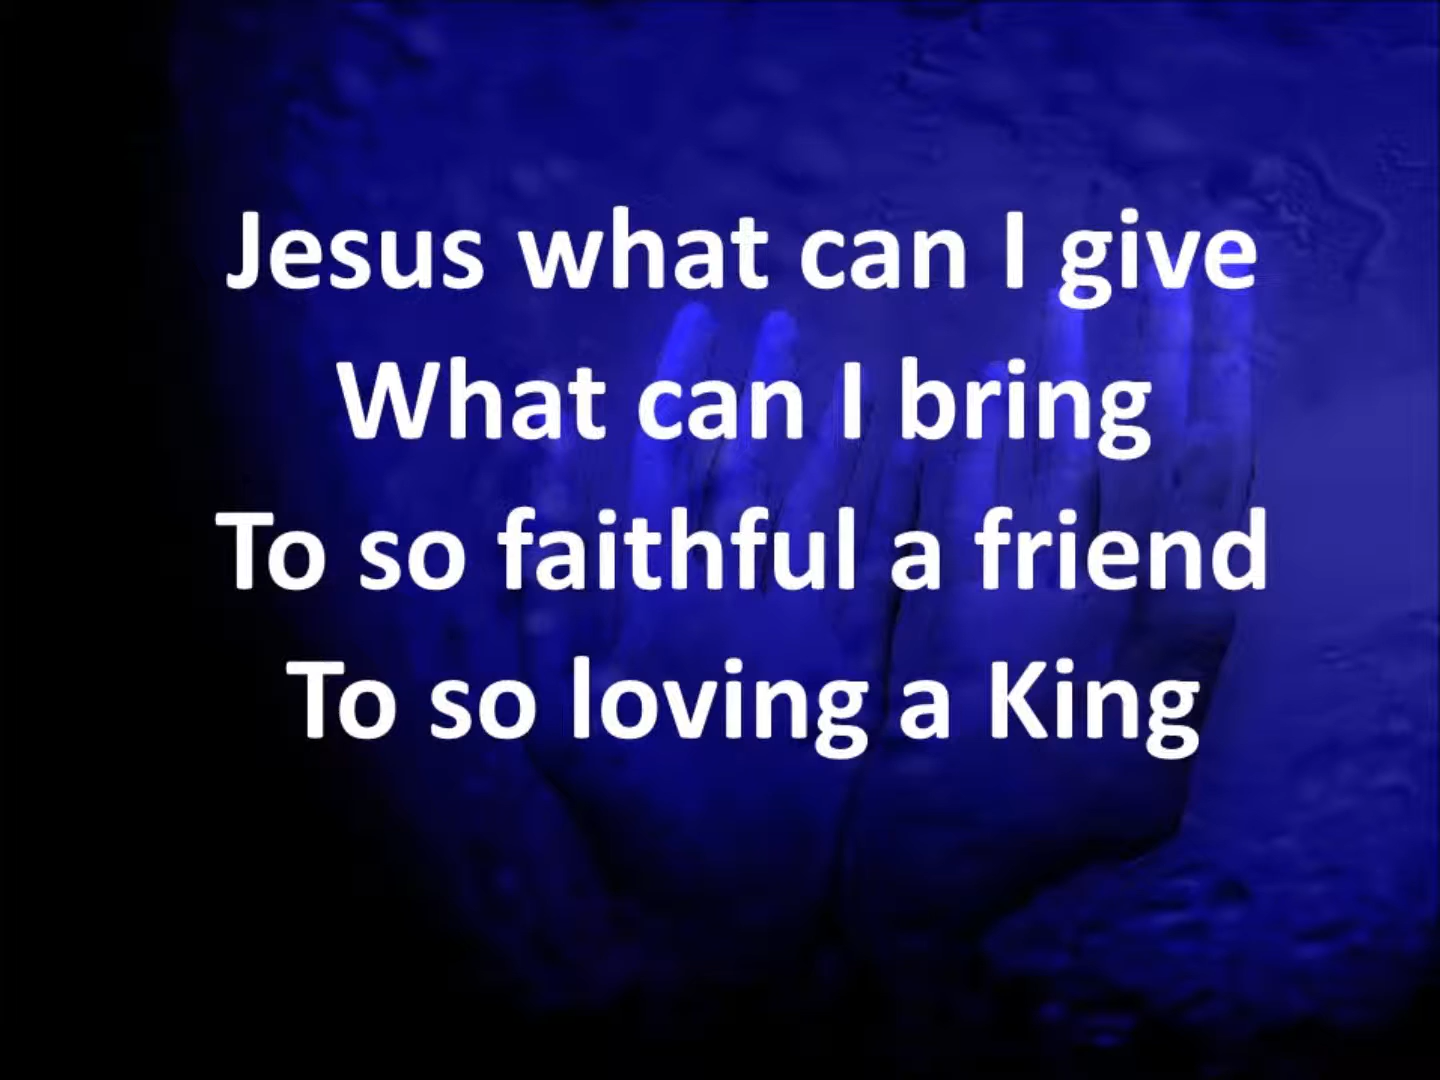 Jesus what can I give
What can I bring
To so faithful a friend
To so loving a King